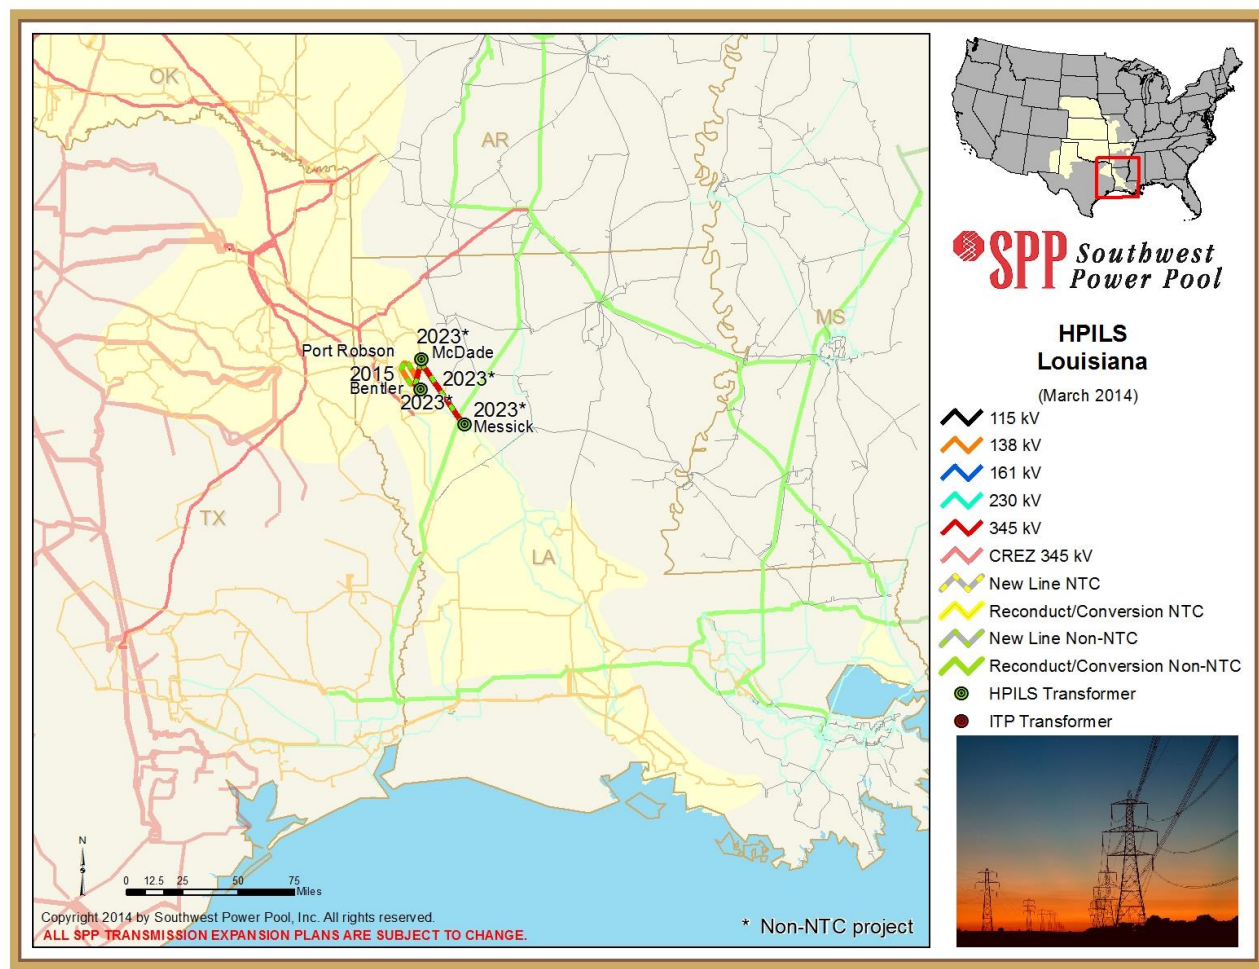 OK
AR
MS
TX
LA
2023*
Port Robson
McDade
2015
2023*
Bentler
2023*
2023*
Messick
N
0 12.5 25 50 75
Miles
Copyright 2014 by Southwest Power Pool, Inc. All rights reserved.
ALL SPP TRANSMISSION EXPANSION PLANS ARE SUBJECT TO CHANGE.
* Non-NTC project
SPP Southwest
Power Pool
HPILS
Louisiana
(March 2014)
115 kV
138 kV
161 kV
230 kV
345 kV
CREZ 345 kV
New Line NTC
Reconduct/Conversion NTC
New Line Non-NTC
Reconduct/Conversion Non-NTC
HPILS Transformer
ITP Transformer